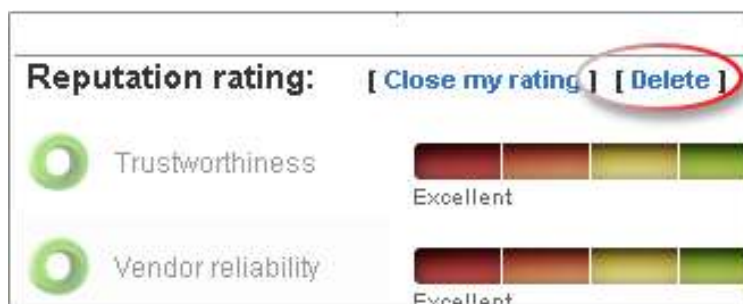 Reputation rating: [ Close my rating ] [ Delete ]
Trustworthiness
Excellent
Vendor reliability
Excellent